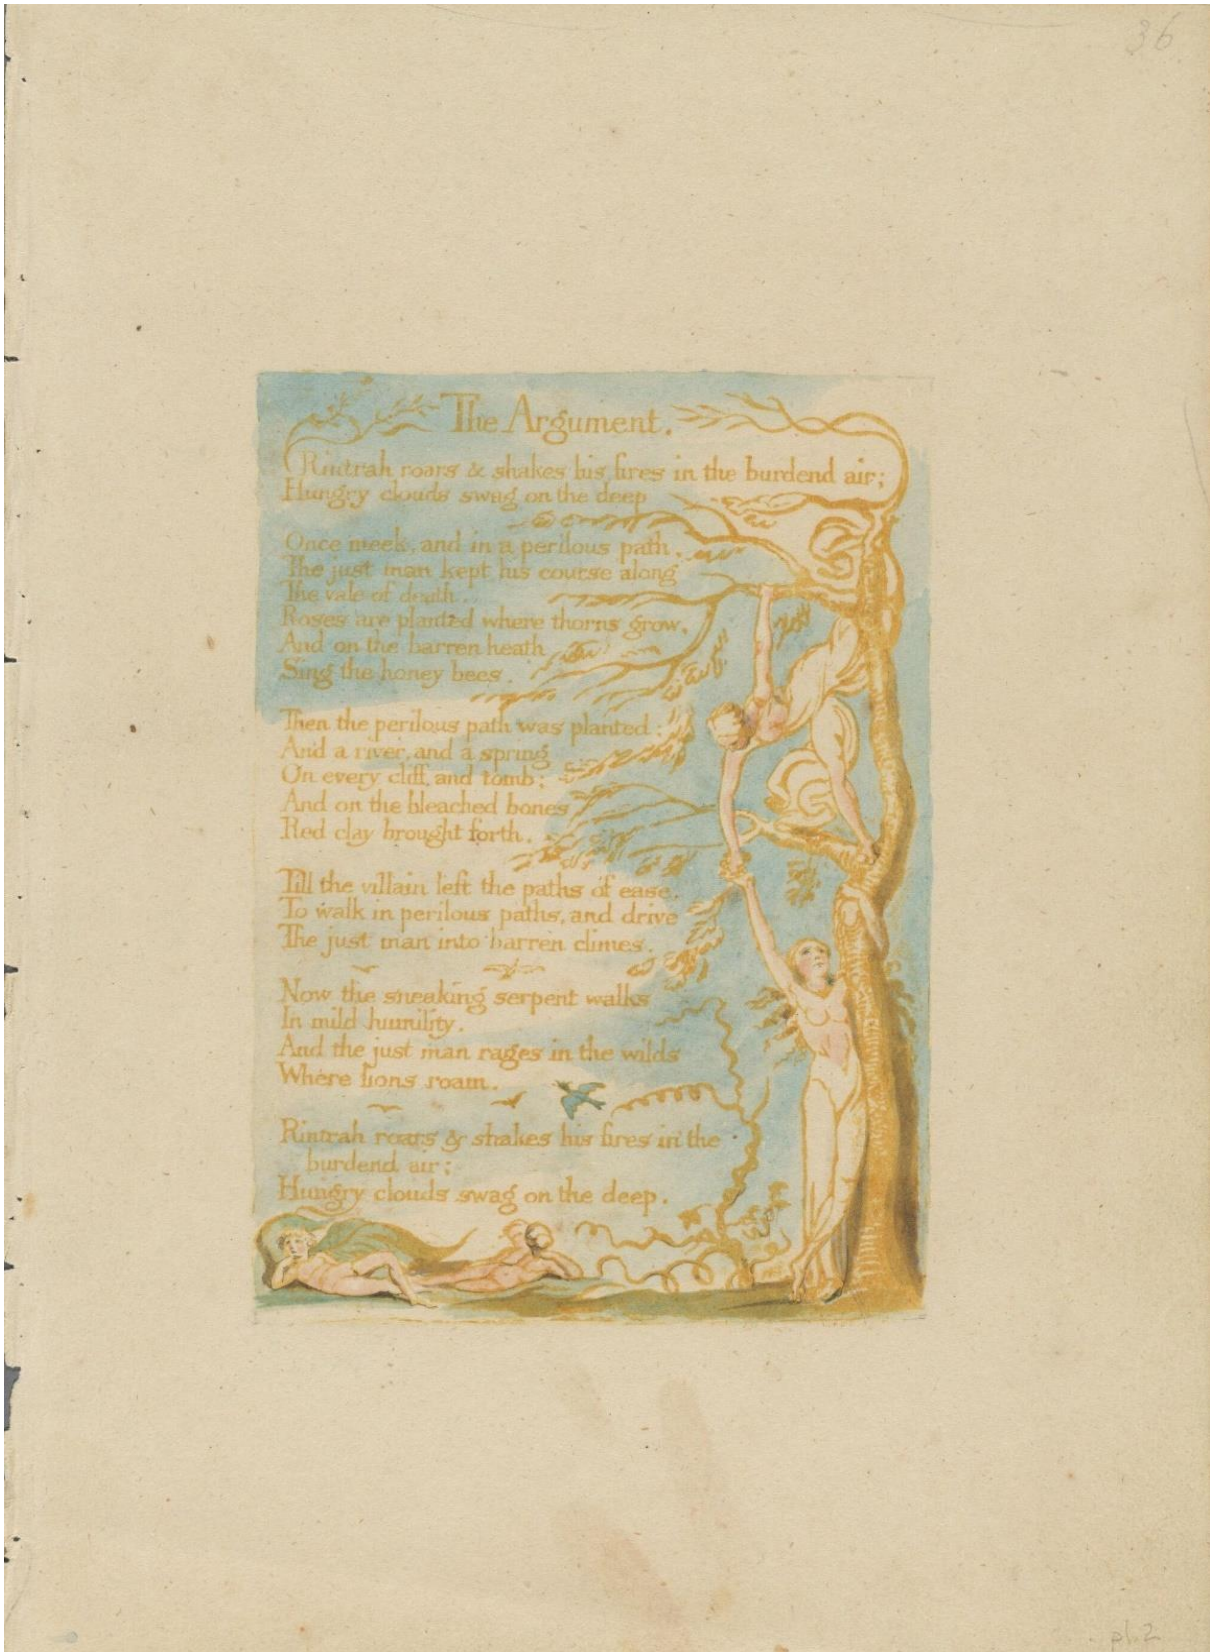 36
The Argument.
Rintrah roars & shakes his fires in the burdend air;
Hungry clouds swag on the deep
Once meek, and in a perilous path,
The just man kept his course along
The vale of death.
Roses are planted where thorns grow,
And on the barren heath
Sing the honey bees.
Then the perilous path was planted:
And a river, and a spring
On every cliff, and tomb;
And on the bleached bones
Red clay brought forth.
Till the villain left the paths of ease,
To walk in perilous paths, and drive
The just man into barren climes.
Now the sneaking serpent walks
In mild humility.
And the just man rages in the wilds
Where lions roam.
Rintrah roars & shakes his fires in the
burdend air;
Hungry clouds swag on the deep.
pl. 2